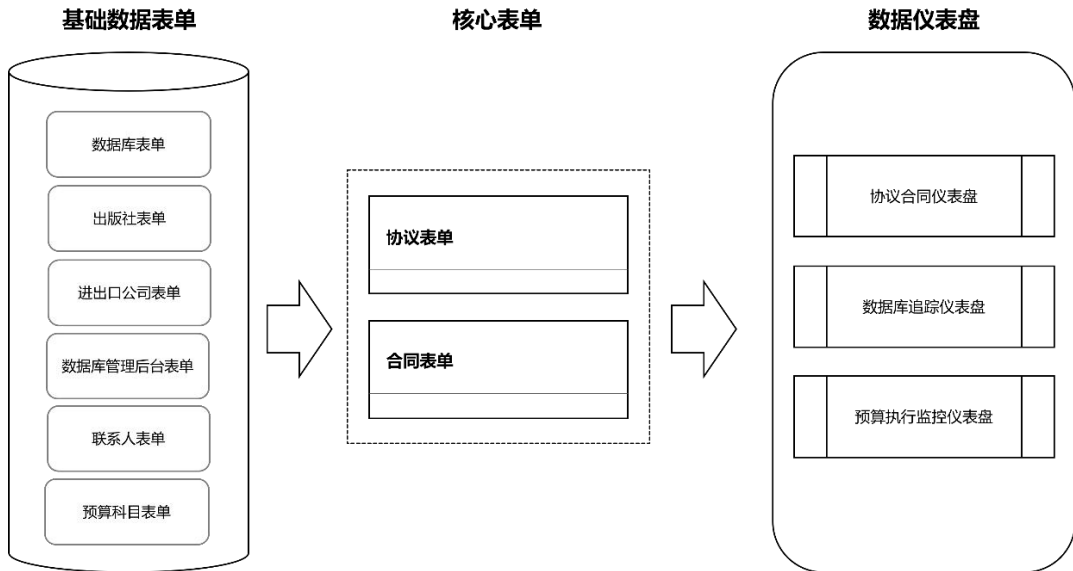 基础数据表单
数据库表单
出版社表单
进出口公司表单
数据库管理后台表单
联系人表单
预算科目表单
核心表单
协议表单
合同表单
数据仪表盘
协议合同仪表盘
数据库追踪仪表盘
预算执行监控仪表盘